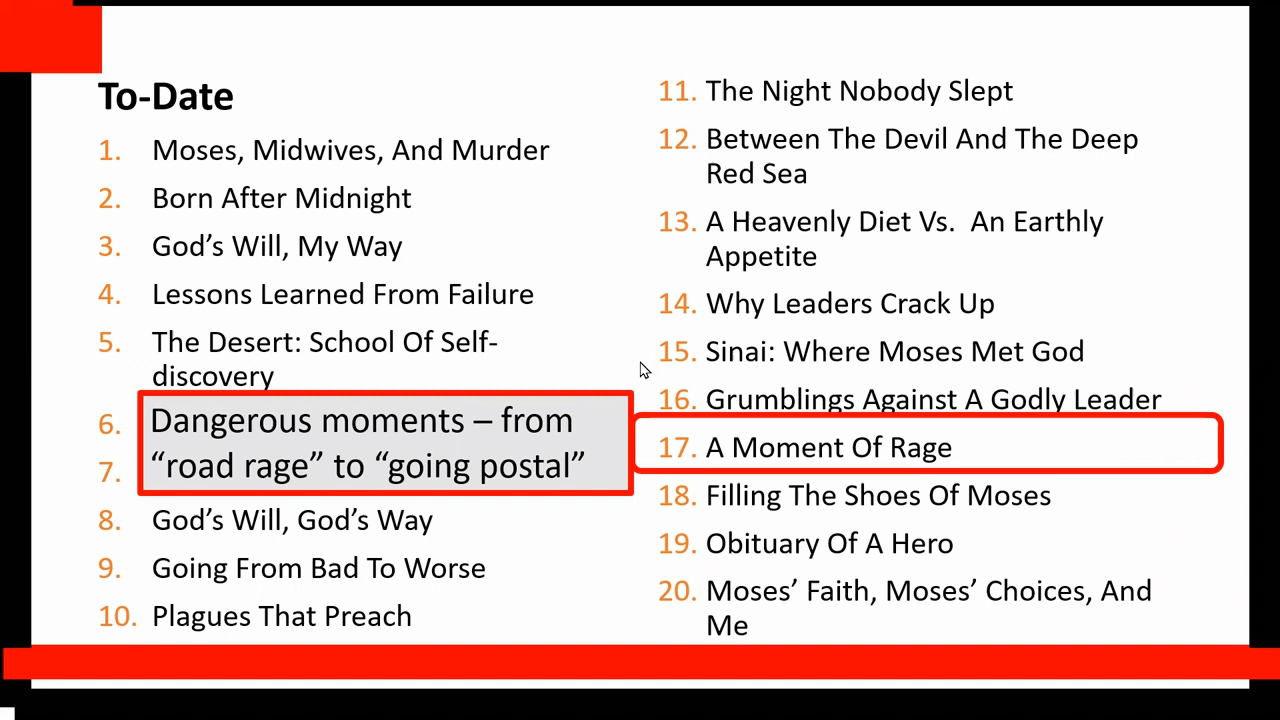 To-Date
1. Moses, Midwives, And Murder
2. Born After Midnight
3. God’s Will, My Way
4. Lessons Learned From Failure
5. The Desert: School Of Self-
discovery
6.
7.
Dangerous moments – from
“road rage” to “going postal”
8. God’s Will, God’s Way
9. Going From Bad To Worse
10. Plagues That Preach
11. The Night Nobody Slept
12. Between The Devil And The Deep
Red Sea
13. A Heavenly Diet Vs.  An Earthly
Appetite
14. Why Leaders Crack Up
15. Sinai: Where Moses Met God
16. Grumblings Against A Godly Leader
17. A Moment Of Rage
18. Filling The Shoes Of Moses
19. Obituary Of A Hero
20. Moses’ Faith, Moses’ Choices, And
Me